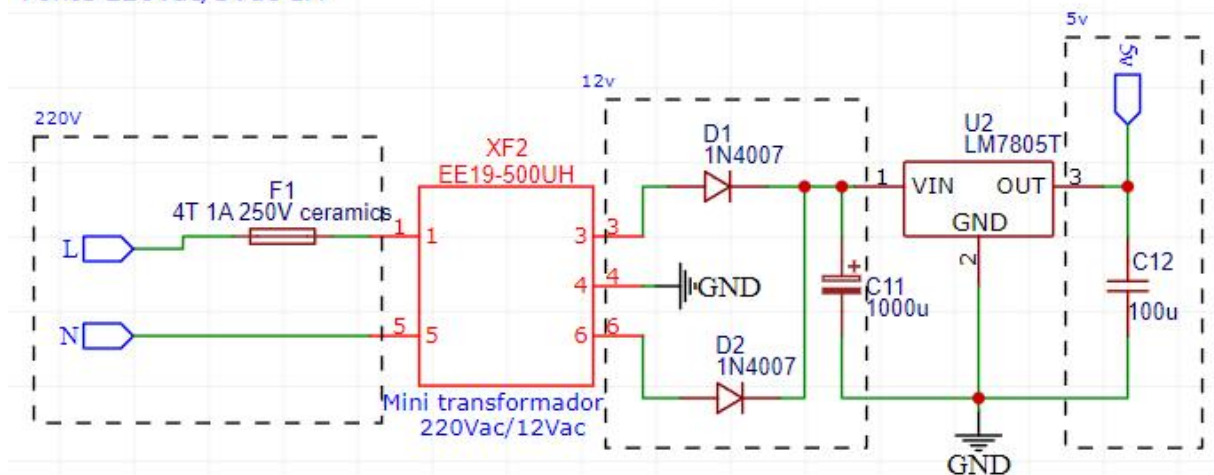 220V
L
N
F1
4T 1A 250V ceramics
1
5
XF2
EE19-500UH
1
5
3
4
6
Mini transformador
220Vac/12Vac
3
4
6
12v
GND
D1
1N4007
D2
1N4007
+
C11
1000u
1
U2
LM7805T
VIN
OUT
GND
2
3
GND
5v
5v
C12
100u